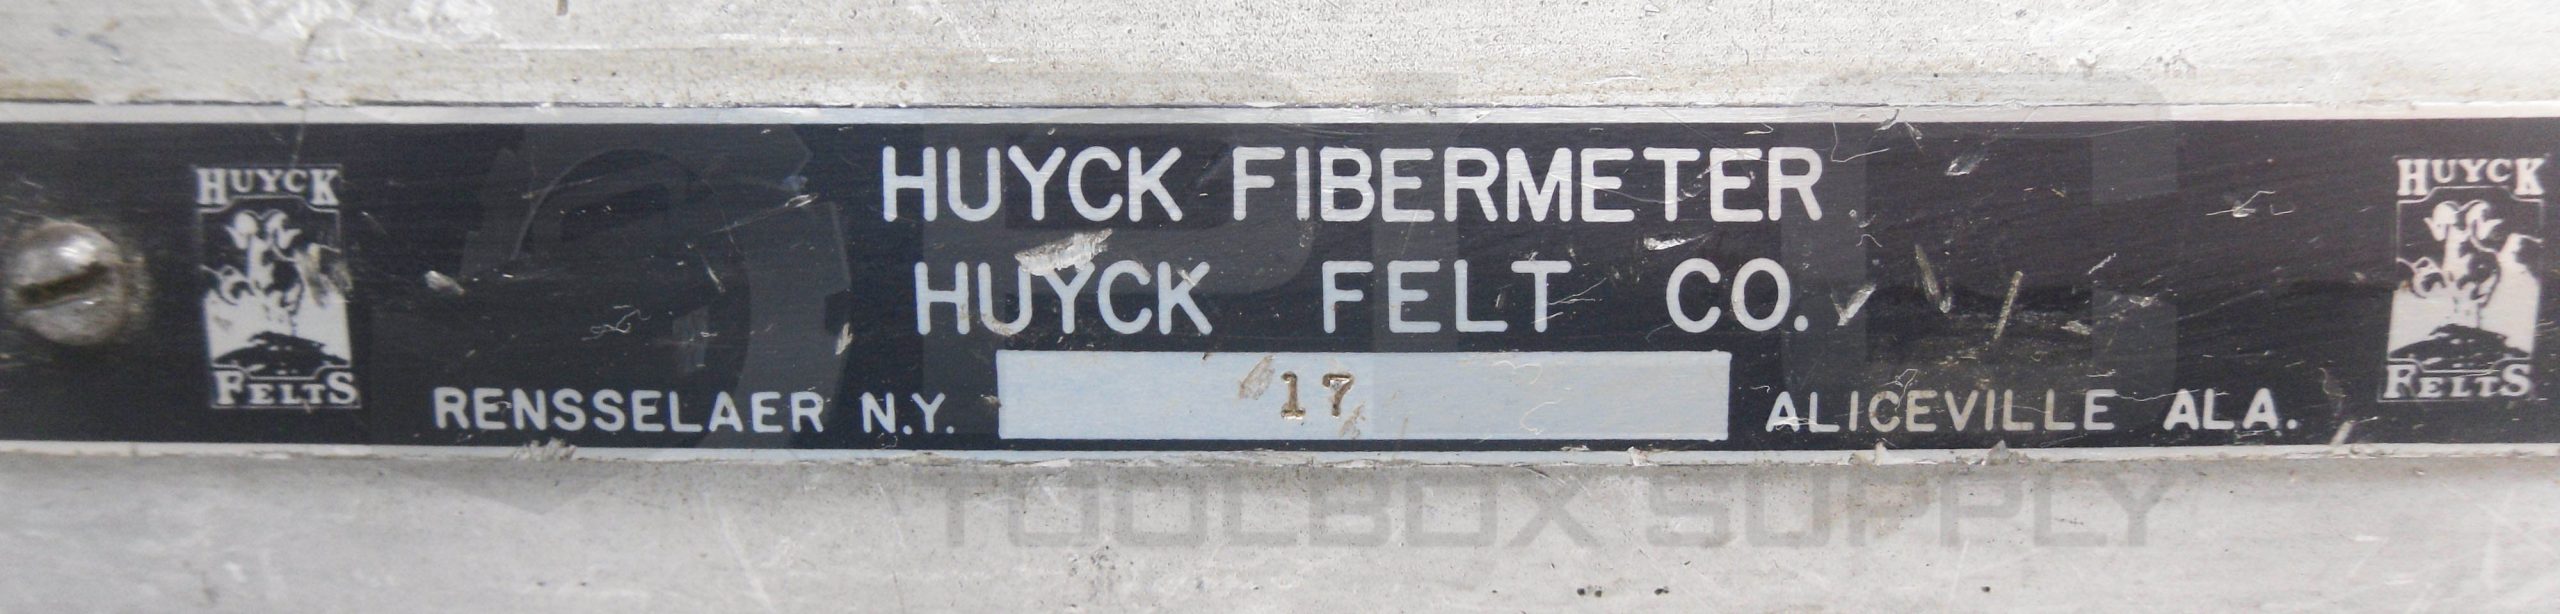 HUYCK FIBERMETER
HUYCK FELT CO.
HUYCK
FELTS
RENSSELAER N.Y.
17
ALICEVILLE ALA.
HUYCK
FELTS
TOOLBOX SUPPLY